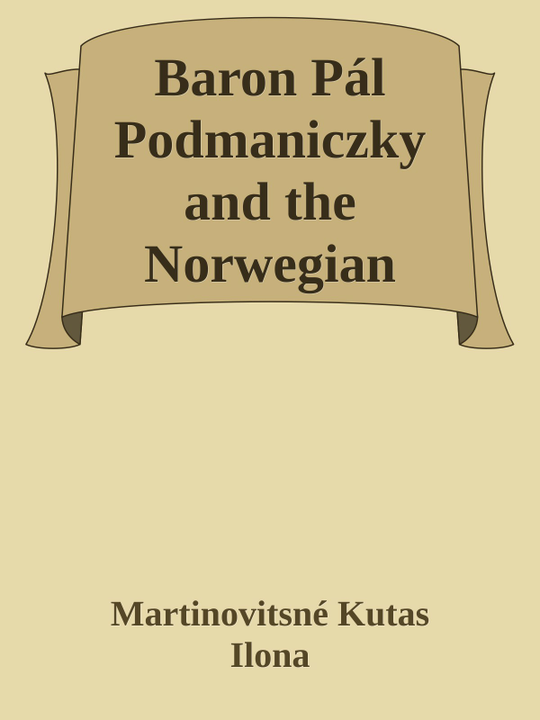 Baron Pál
Podmaniczky
and the
Norwegian
Martinovitsné Kutas
Ilona